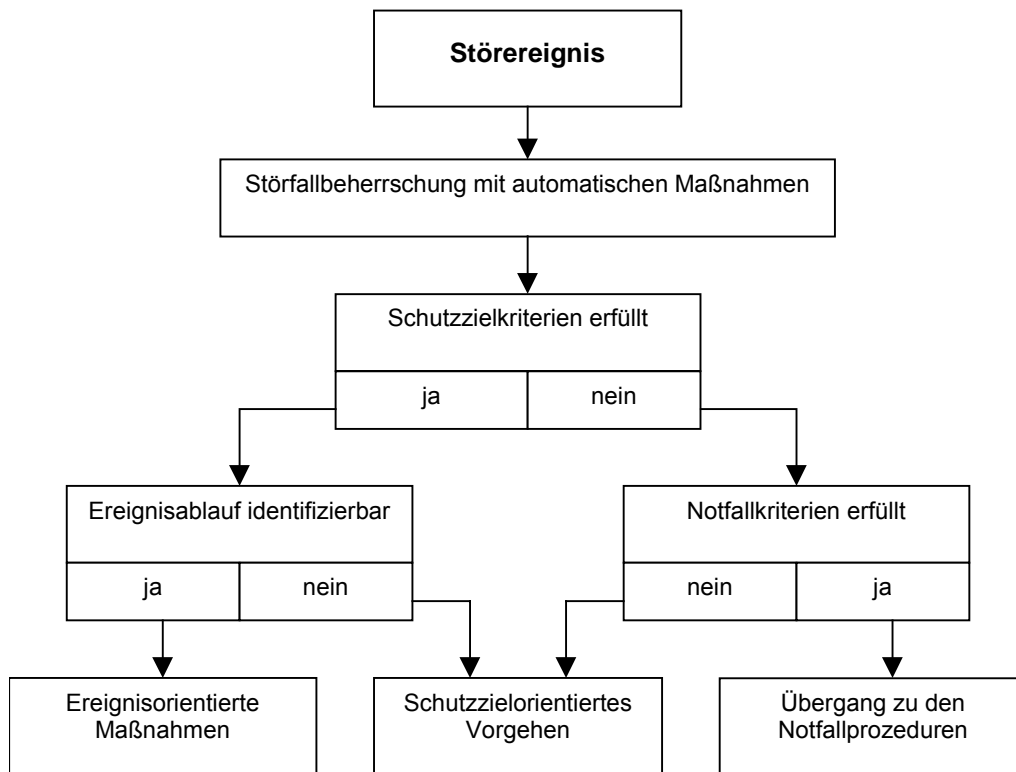 Störereignis
Störfallbeherrschung mit automatischen Maßnahmen
Schutzzielkriterien erfüllt
ja
nein
Ereignisablauf identifizierbar
ja
nein
Notfallkriterien erfüllt
nein
ja
Ereignisorientierte
Maßnahmen
Schutzzielorientiertes
Vorgehen
Übergang zu den
Notfallprozeduren